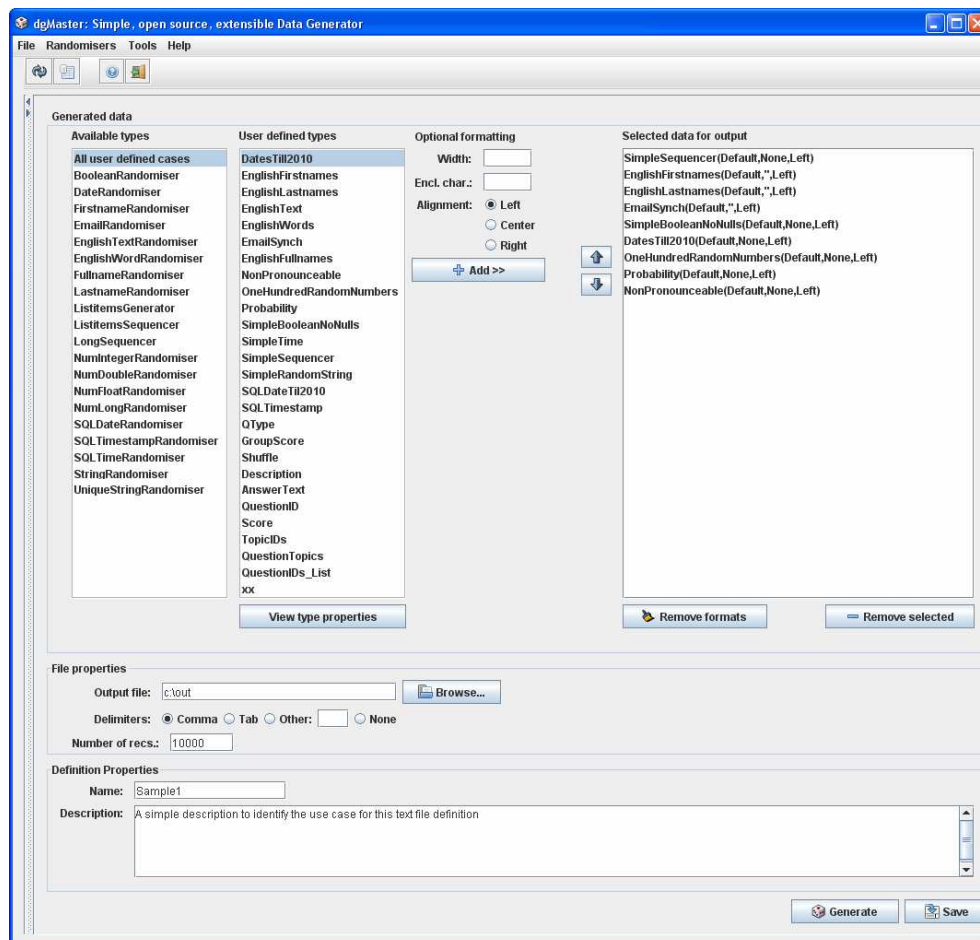 dgMaster: Simple, open source, extensible Data Generator
File Randomisers Tools Help
Generated data
Available types
All user defined cases
BooleanRandomiser
DateRandomiser
FirstnameRandomiser
EmailRandomiser
EnglishTextRandomiser
EnglishWordRandomiser
FullnameRandomiser
LastnameRandomiser
ListitemsGenerator
ListitemsSequencer
LongSequencer
NumIntegerRandomiser
NumDoubleRandomiser
NumFloatRandomiser
NumLongRandomiser
SQLDateRandomiser
SQLTimestampRandomiser
SQLTimeRandomiser
StringRandomiser
UniqueStringRandomiser
User defined types
DatesTill2010
EnglishFirstnames
EnglishLastnames
EnglishText
EnglishWords
EmailSynch
EnglishFullnames
NonPronounceable
OneHundredRandomNumbers
Probability
SimpleBooleanNoNulls
SimpleTime
SimpleSequencer
SimpleRandomString
SQLDateTil2010
SQLTimestamp
QType
GroupScore
Shuffle
Description
AnswerText
QuestionID
Score
TopicIDs
QuestionTopics
QuestionIDs_List
xx
View type properties
Optional formatting
Width:
Encl. char.:
Alignment: Left
Center
Right
Add >>
Selected data for output
SimpleSequencer(Default,None,Left)
EnglishFirstnames(Default,",Left)
EnglishLastnames(Default,",Left)
EmailSynch(Default,",Left)
SimpleBooleanNoNulls(Default,None,Left)
DatesTill2010(Default,None,Left)
OneHundredRandomNumbers(Default,None,Left)
Probability(Default,None,Left)
NonPronounceable(Default,None,Left)
Remove formats Remove selected
File properties
Output file: c:\out Browse...
Delimiters: Comma Tab Other: None
Number of recs.: 10000
Definition Properties
Name: Sample1
Description: A simple description to identify the use case for this text file definition
Generate Save